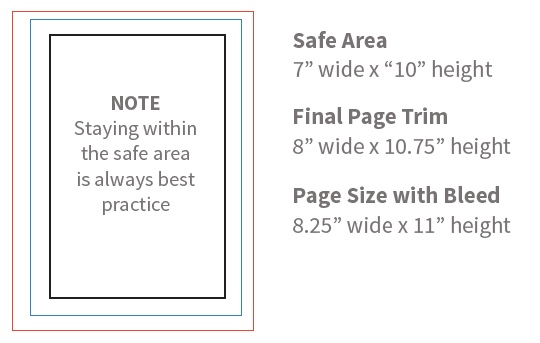 NOTE
Staying within
the safe area
is always best
practice
Safe Area
7” wide x “10” height
Final Page Trim
8” wide x 10.75” height
Page Size with Bleed
8.25” wide x 11” height